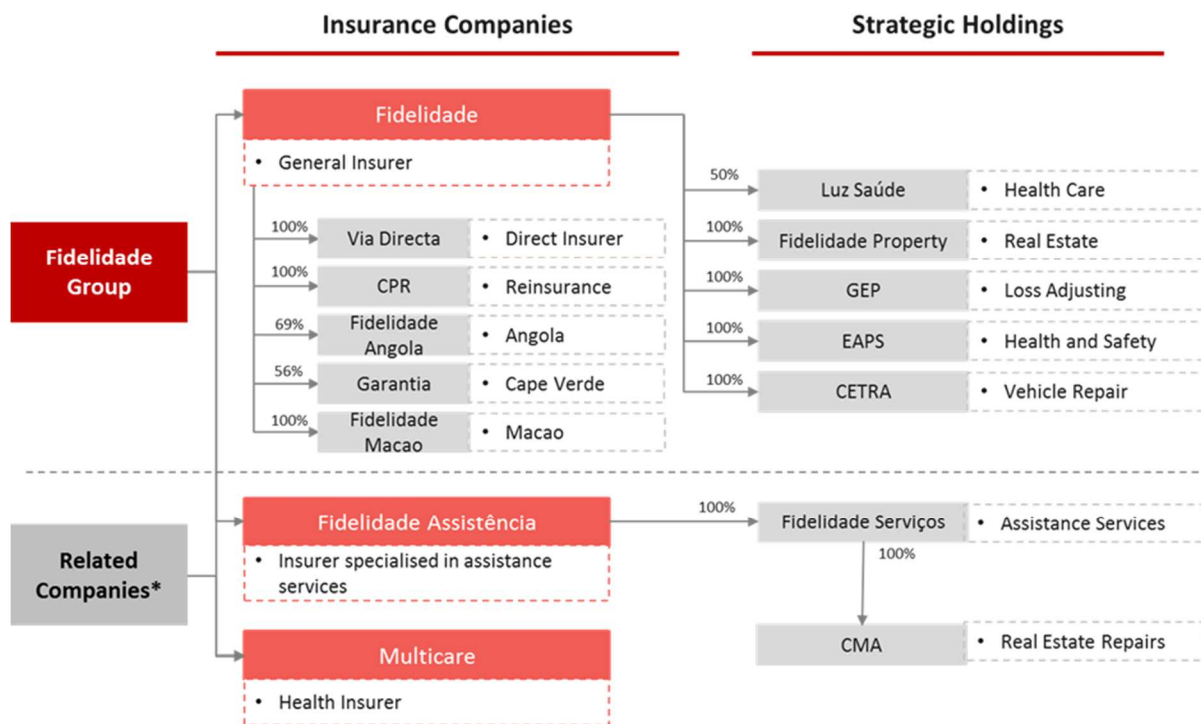 Insurance Companies
Strategic Holdings
Fidelidade
• General Insurer
Fidelidade
Group
100%
Via Directa
• Direct Insurer
100%
CPR
• Reinsurance
69%
Fidelidade
Angola
• Angola
56%
Garantia
• Cape Verde
100%
Fidelidade
Macao
• Macao
50%
Luz Saúde
• Health Care
100%
Fidelidade Property
• Real Estate
100%
GEP
• Loss Adjusting
100%
EAPS
• Health and Safety
100%
CETRA
• Vehicle Repair
Related
Companies*
Fidelidade Assistência
• Insurer specialised in assistance
services
100%
Fidelidade Serviços
• Assistance Services
100%
CMA
• Real Estate Repairs
Multicare
• Health Insurer